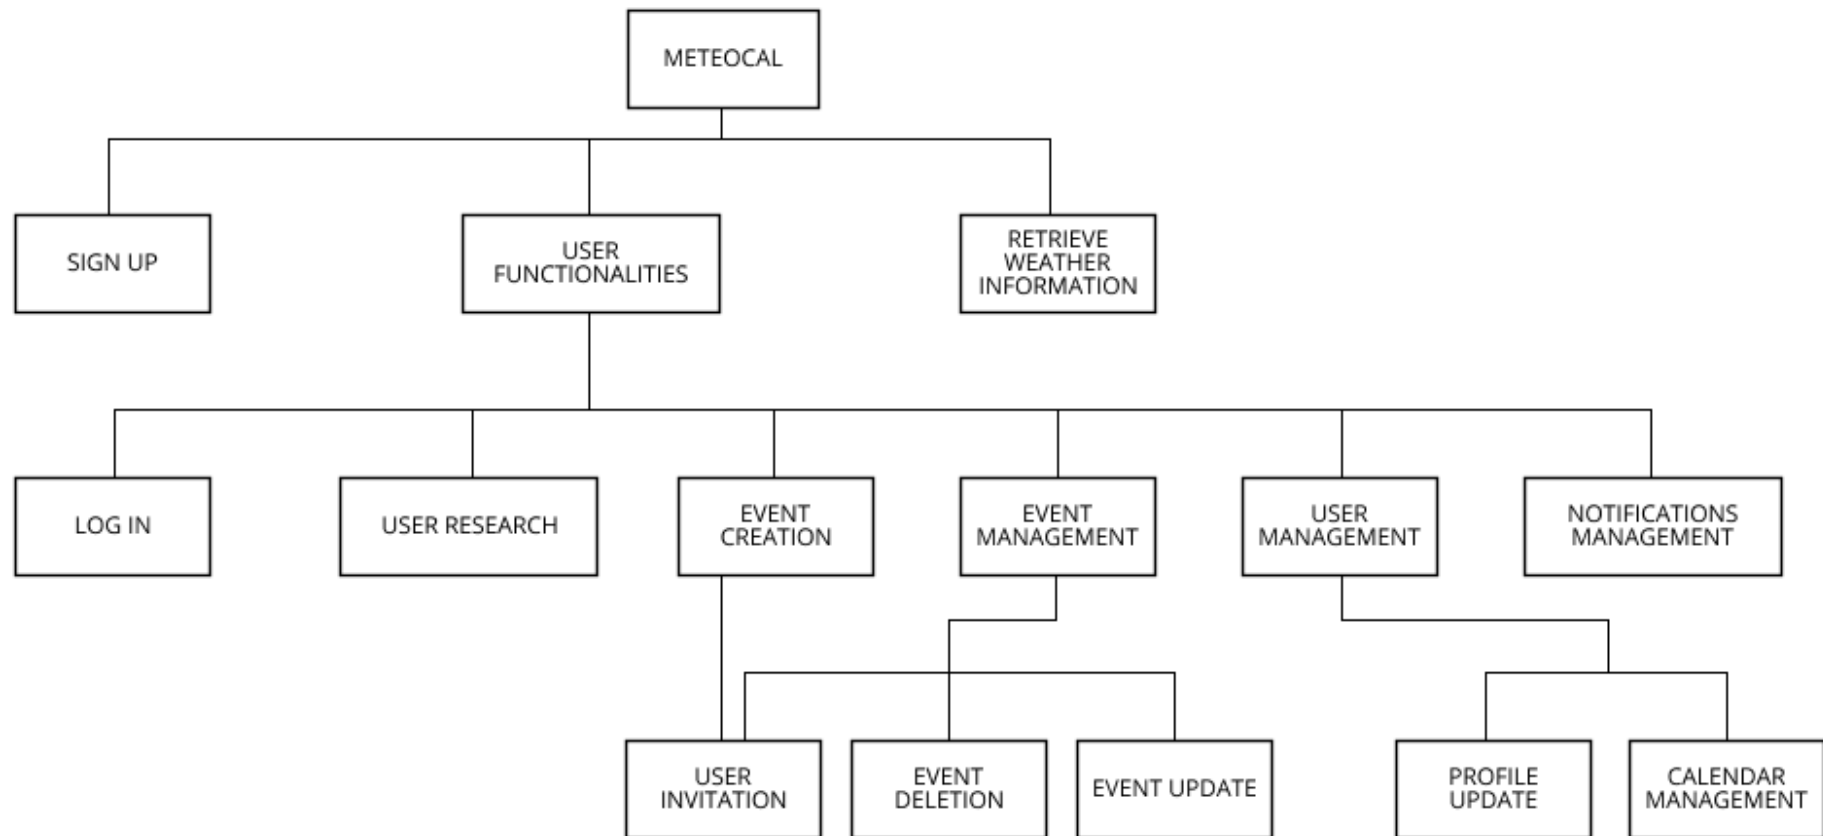 METEOCAL
SIGN UP
USER
FUNCTIONALITIES
RETRIEVE
WEATHER
INFORMATION
LOG IN
USER RESEARCH
EVENT
CREATION
EVENT
MANAGEMENT
USER
MANAGEMENT
NOTIFICATIONS
MANAGEMENT
USER
INVITATION
EVENT
DELETION
EVENT UPDATE
PROFILE
UPDATE
CALENDAR
MANAGEMENT